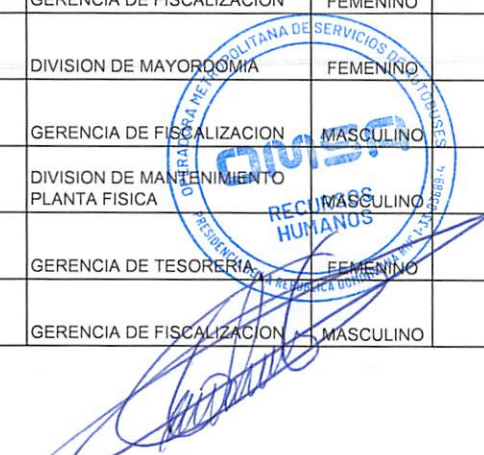 GERENCIA DE FISCALIZACION FEMENINO
DIVISION DE MAYORDOMIA FEMENINO
GERENCIA DE FISCALIZACION MASCULINO
DIVISION DE MANTENIMIENTO
PLANTA FISICA MASCULINO
GERENCIA DE TESORERIA FEMENINO
GERENCIA DE FISCALIZACION MASCULINO
OPERADORA METROPOLITANA DE SERVICIOS DE AUTOBUSES
OMSA
RECURSOS
HUMANOS
PRESIDENCIA DE LA REPUBLICA DOMINICANA RNC